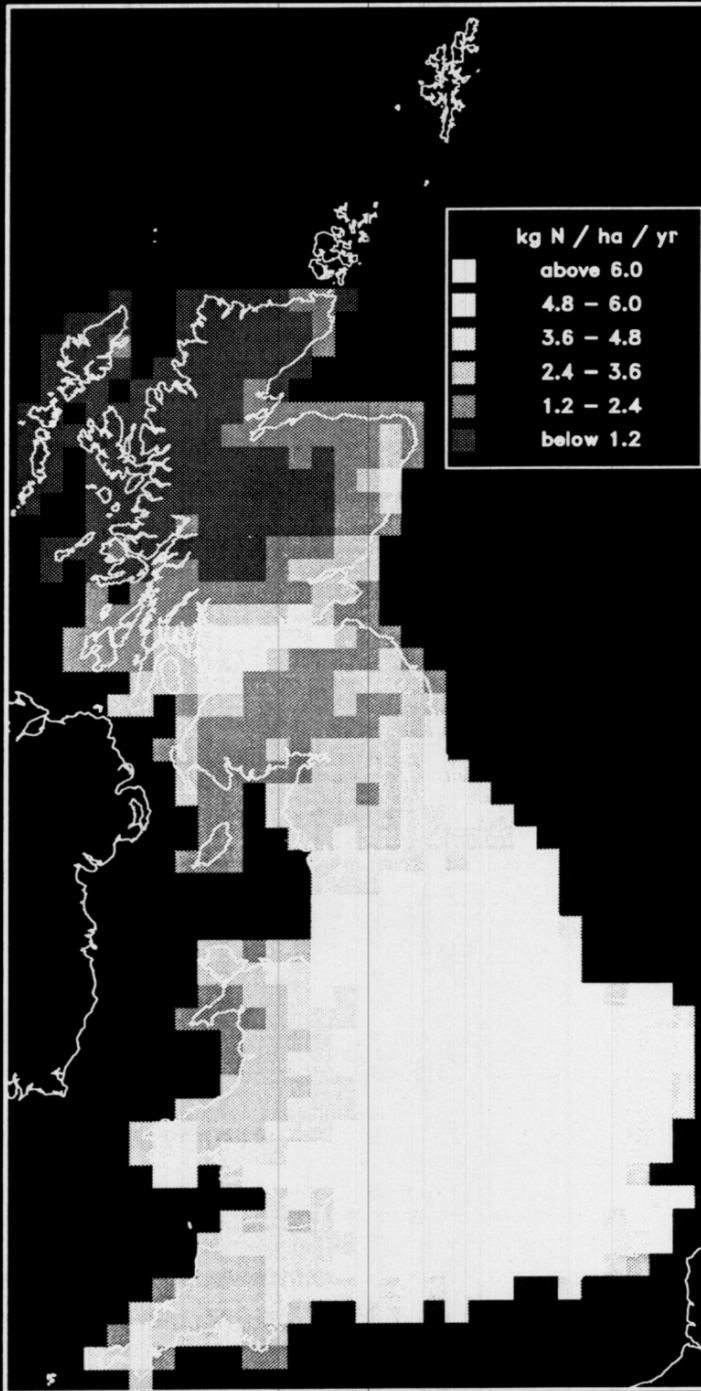 kg N / ha / yr
above 6.0
4.8 – 6.0
3.6 – 4.8
2.4 – 3.6
1.2 – 2.4
below 1.2